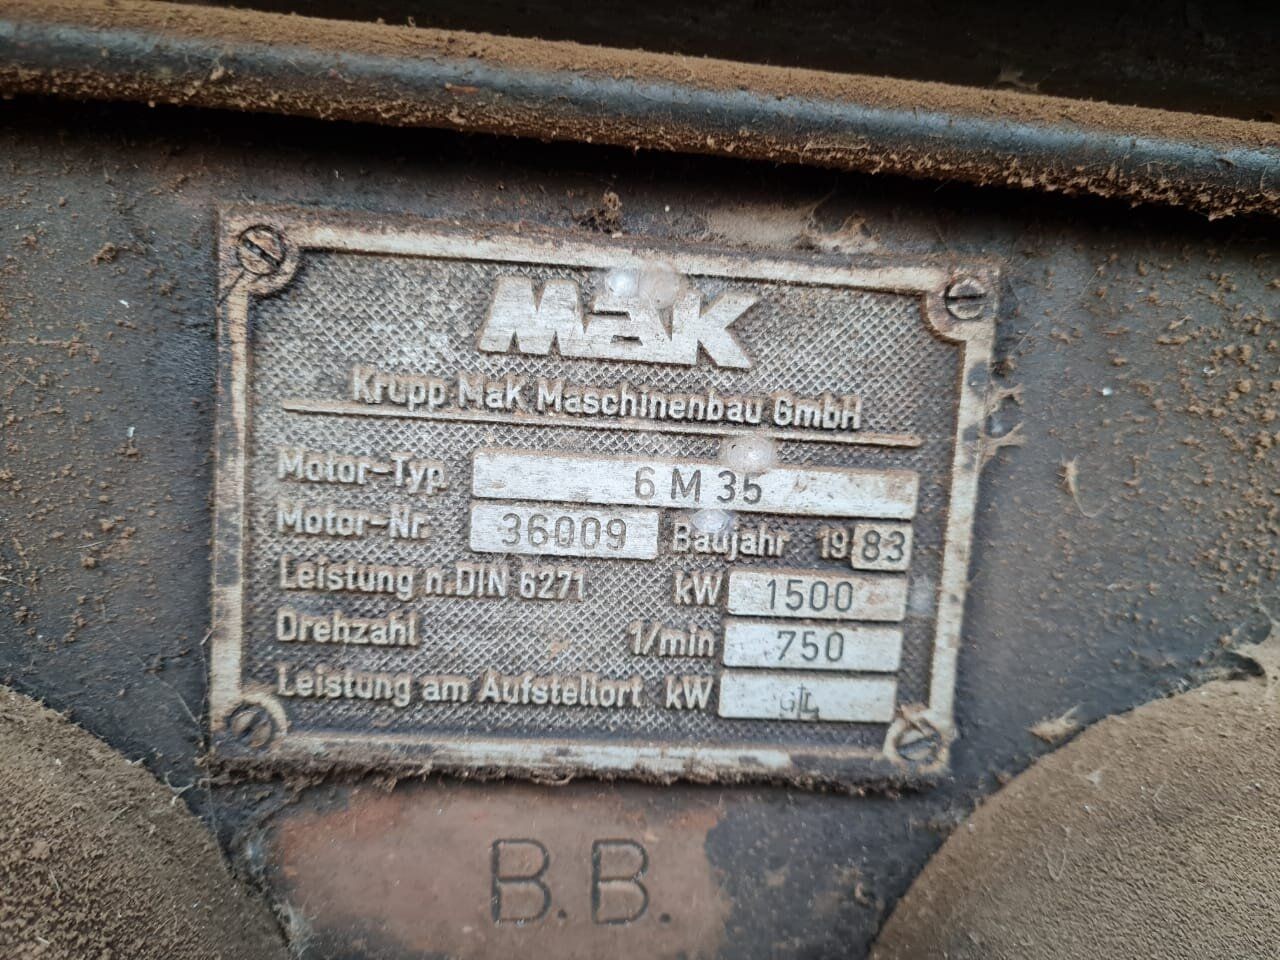 MaK
Krupp MaK Maschinenbau GmbH
Motor-Typ 6 M 35
Motor-Nr. 36009 Baujahr 1983
Leistung n.DIN 6271 kW 1500
Drehzahl 1/min 750
Leistung am Aufstellort kW GL
B.B.